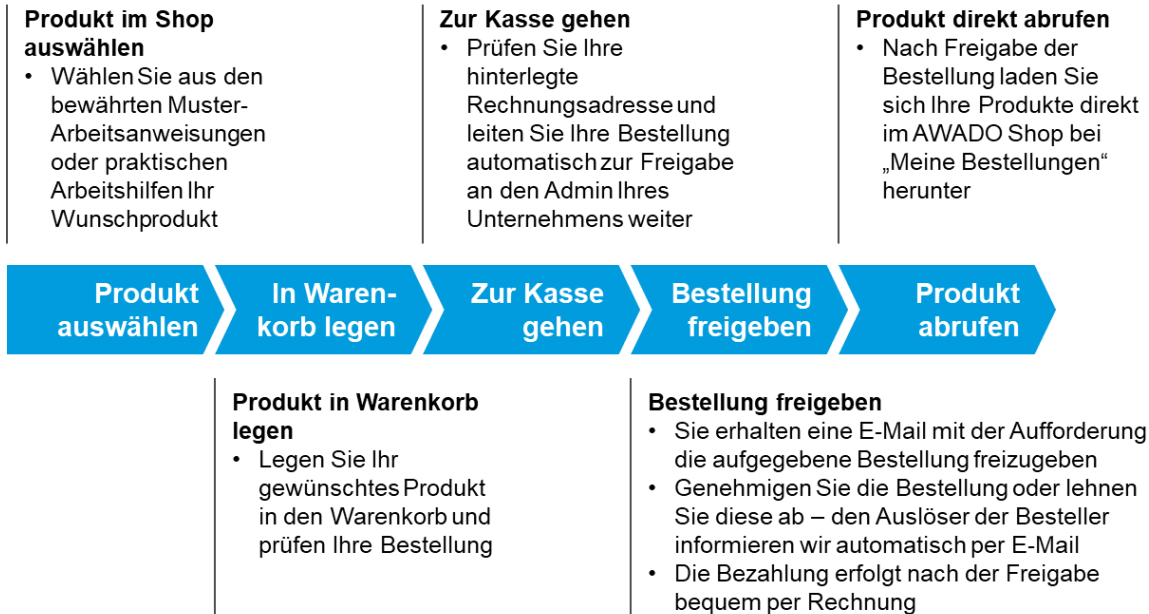 Produkt im Shop
auswählen
• Wählen Sie aus den
bewährten Muster-
Arbeitsanweisungen
oder praktischen
Arbeitshilfen Ihr
Wunschprodukt
Zur Kasse gehen
• Prüfen Sie Ihre
hinterlegte
Rechnungsadresse und
leiten Sie Ihre Bestellung
automatisch zur Freigabe
an den Admin Ihres
Unternehmens weiter
Produkt direkt abrufen
• Nach Freigabe der
Bestellung laden Sie
sich Ihre Produkte direkt
im AWADO Shop bei
„Meine Bestellungen“
herunter
Produkt
auswählen
In Waren-
korb legen
Zur Kasse
gehen
Bestellung
freigeben
Produkt
abrufen
Produkt in Warenkorb
legen
• Legen Sie Ihr
gewünschtes Produkt
in den Warenkorb und
prüfen Ihre Bestellung
Bestellung freigeben
• Sie erhalten eine E-Mail mit der Aufforderung
die aufgegebene Bestellung freizugeben
• Genehmigen Sie die Bestellung oder lehnen
Sie diese ab – den Auslöser der Besteller
informieren wir automatisch per E-Mail
• Die Bezahlung erfolgt nach der Freigabe
bequem per Rechnung